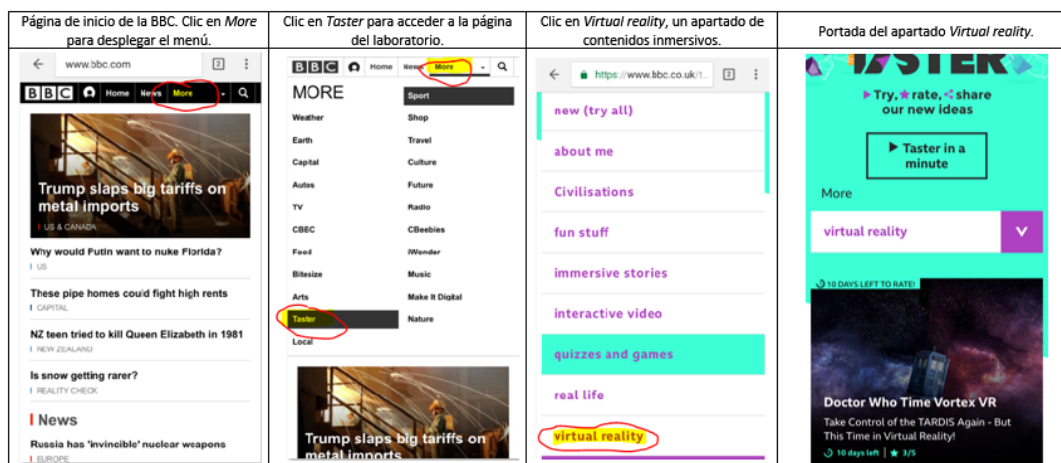 Página de inicio de la BBC. Clic en More
para desplegar el menú.
www.bbc.com
2
BBC
Home
News
More
Trump slaps big tariffs on
metal imports
US & CANADA
Why would Putin want to nuke Florida?
US
These pipe homes could fight high rents
CAPITAL
NZ teen tried to kill Queen Elizabeth in 1981
NEW ZEALAND
Is snow getting rarer?
REALITY CHECK
News
Russia has 'invincible' nuclear weapons
EUROPE
Clic en Taster para acceder a la página
del laboratorio.
BBC
Home
News
More
MORE
Sport
Weather
Shop
Earth
Travel
Capital
Culture
Autos
Future
TV
Radio
CBEC
CBeebies
Food
iWonder
Bitesize
Music
Arts
Make It Digital
Taster
Nature
Local
Trump slaps big tariffs on
metal imports
Clic en Virtual reality, un apartado de
contenidos inmersivos.
https://www.bbc.co.uk/t...
2
new (try all)
about me
Civilisations
fun stuff
immersive stories
interactive video
quizzes and games
real life
virtual reality
Portada del apartado Virtual reality.
TASTER
Try, rate, share
our new ideas
Taster in a
minute
More
virtual reality
10 DAYS LEFT TO RATE!
Doctor Who Time Vortex VR
Take Control of the TARDIS Again - But
This Time in Virtual Reality!
10 days left
3/5